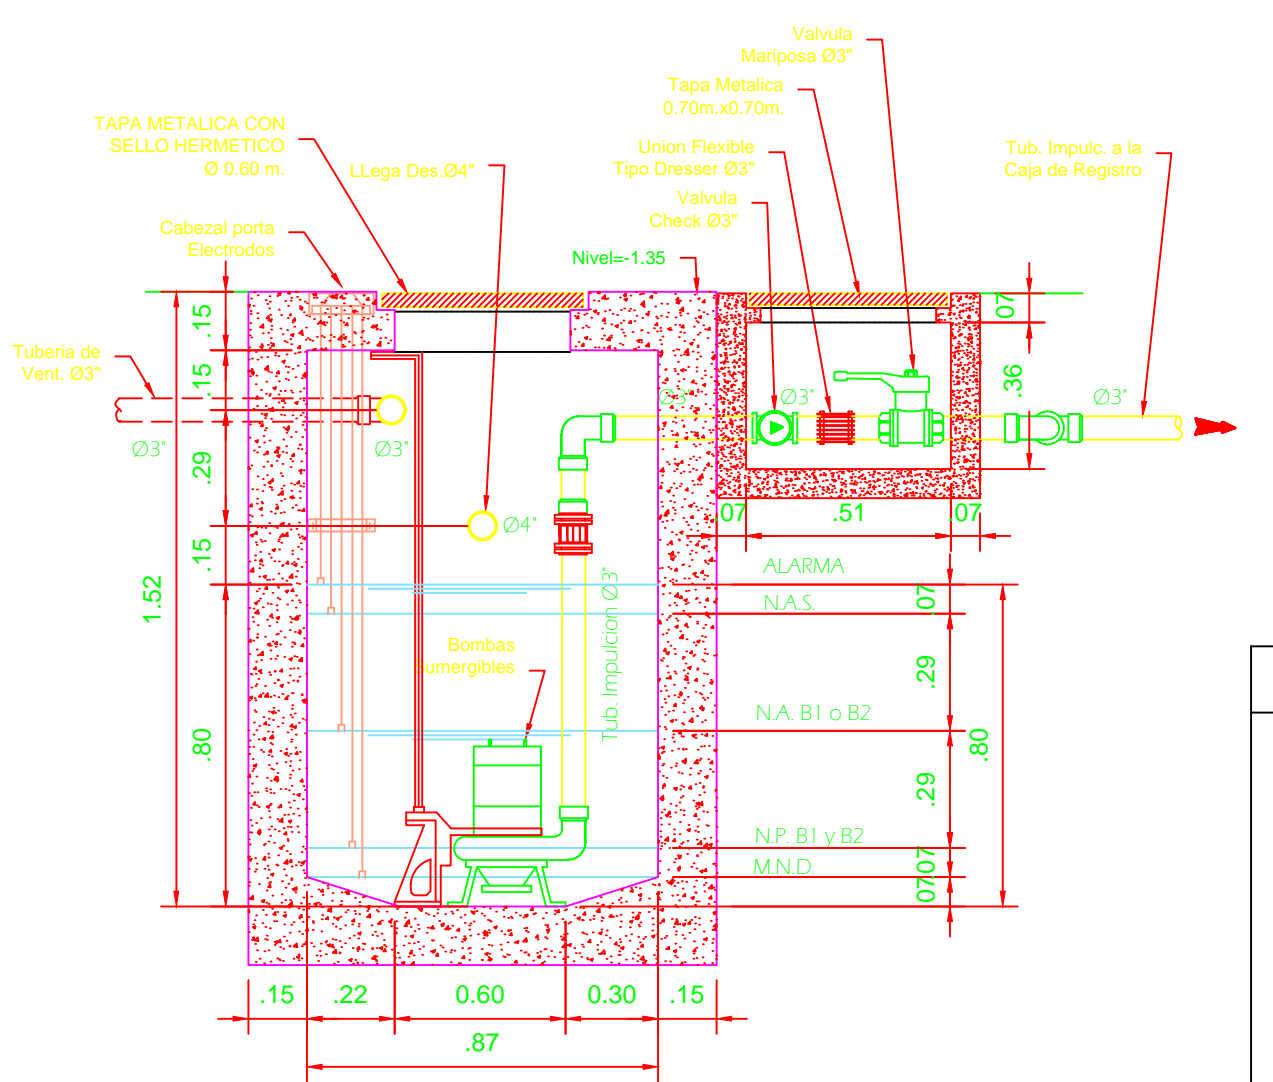 Valvula
Mariposa Ø3"
Tapa Metalica
0.70m.x0.70m.
TAPA METALICA CON
SELLO HERMETICO
Ø 0.60 m.
LLega Des.Ø4"
Union Flexible
Tipo Dresser Ø3"
Tub. Impulc. a la
Caja de Registro
Valvula
Check Ø3"
Cabezal porta
Electrodos
Nivel=-1.35
.15
.07
Tuberia de
Vent. Ø3"
.15
.36
Ø3"
Ø3"
Ø3"
Ø3"
Ø3"
.29
Ø4"
.07
.51
.07
.15
ALARMA
1.52
.07
N.A.S.
Tub. Impulcion Ø3"
Bombas
Sumergibles
.29
N.A. B1 o B2
.80
.80
.29
N.P. B1 y B2
.07
M.N.D.
.07
.15
.22
0.60
0.30
.15
.87